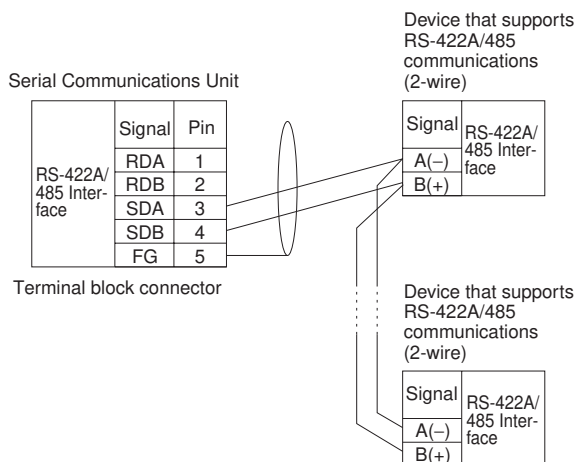 Device that supports
RS-422A/485
communications
(2-wire)
Serial Communications Unit
Signal Pin
RS-422A/
485 Inter-
face
RDA 1
RDB 2
SDA 3
SDB 4
FG 5
Terminal block connector
Signal
RS-422A/
485 Inter-
face
A(−)
B(+)
Device that supports
RS-422A/485
communications
(2-wire)
Signal
RS-422A/
485 Inter-
face
A(−)
B(+)